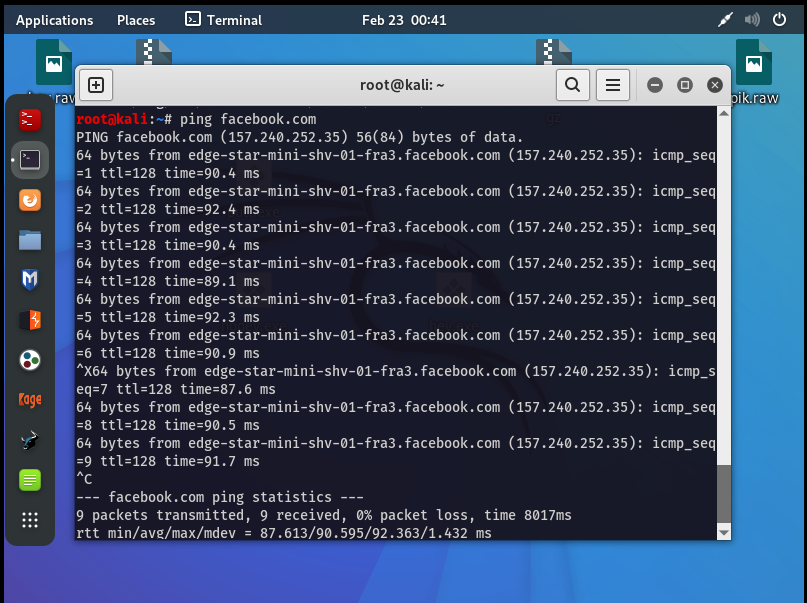 Applications Places Terminal Feb 23 00:41
pik.raw
root@kali: ~
root@kali:~# ping facebook.com
PING facebook.com (157.240.252.35) 56(84) bytes of data.
64 bytes from edge-star-mini-shv-01-fra3.facebook.com (157.240.252.35): icmp_seq
=1 ttl=128 time=90.4 ms
64 bytes from edge-star-mini-shv-01-fra3.facebook.com (157.240.252.35): icmp_seq
=2 ttl=128 time=92.4 ms
64 bytes from edge-star-mini-shv-01-fra3.facebook.com (157.240.252.35): icmp_seq
=3 ttl=128 time=90.4 ms
64 bytes from edge-star-mini-shv-01-fra3.facebook.com (157.240.252.35): icmp_seq
=4 ttl=128 time=89.1 ms
64 bytes from edge-star-mini-shv-01-fra3.facebook.com (157.240.252.35): icmp_seq
=5 ttl=128 time=92.3 ms
64 bytes from edge-star-mini-shv-01-fra3.facebook.com (157.240.252.35): icmp_seq
=6 ttl=128 time=90.9 ms
^X64 bytes from edge-star-mini-shv-01-fra3.facebook.com (157.240.252.35): icmp_s
eq=7 ttl=128 time=87.6 ms
64 bytes from edge-star-mini-shv-01-fra3.facebook.com (157.240.252.35): icmp_seq
=8 ttl=128 time=90.5 ms
64 bytes from edge-star-mini-shv-01-fra3.facebook.com (157.240.252.35): icmp_seq
=9 ttl=128 time=91.7 ms
^C
--- facebook.com ping statistics ---
9 packets transmitted, 9 received, 0% packet loss, time 8017ms
rtt min/avg/max/mdev = 87.613/90.595/92.363/1.432 ms